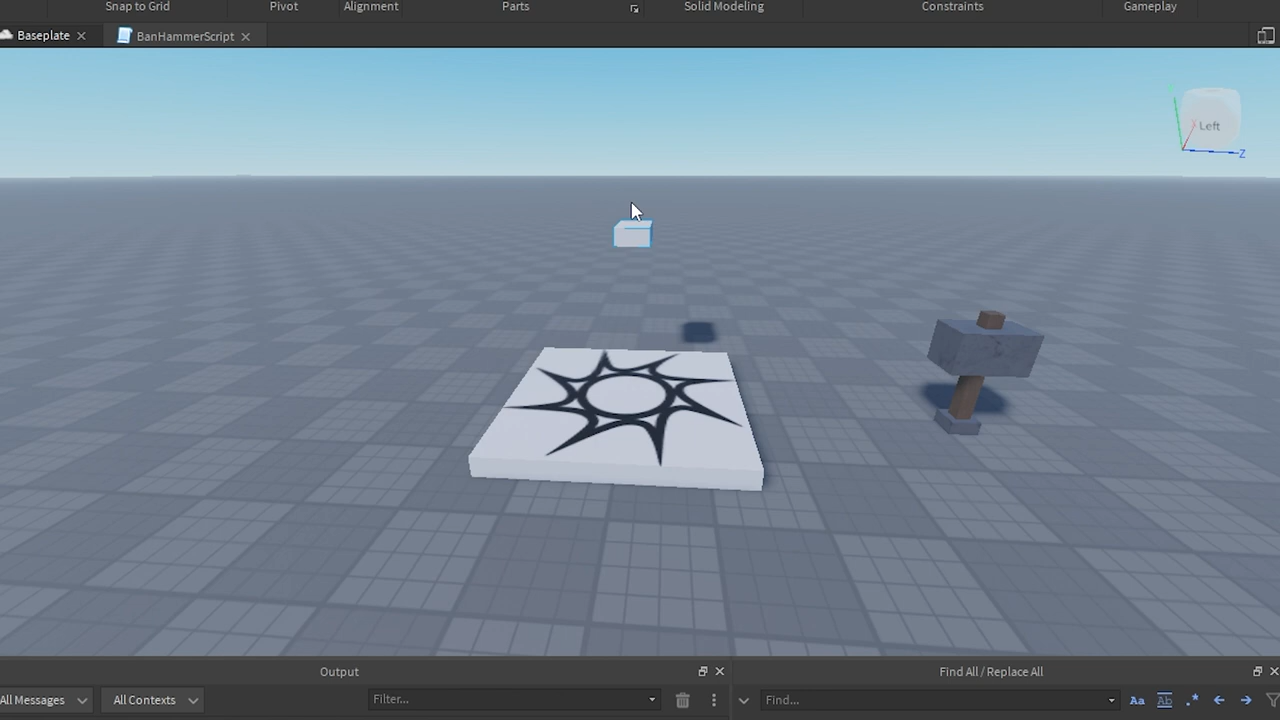 Snap to Grid Pivot Alignment Parts Solid Modeling Constraints Gameplay
Baseplate BanHammerScript
Left
Z
Output Find All / Replace All
All Messages All Contexts Filter... Find... Aa Ab .*